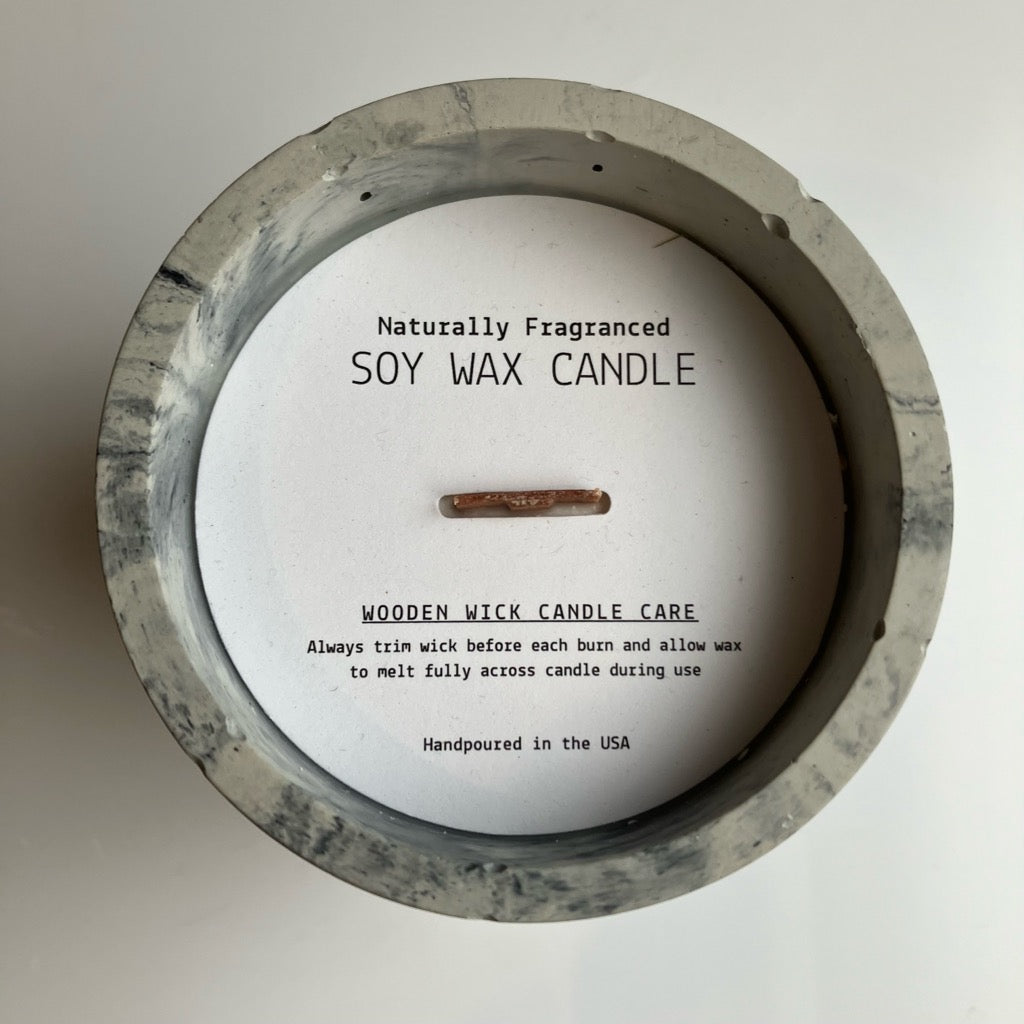 Naturally Fragranced
SOY WAX CANDLE
WOODEN WICK CANDLE CARE
Always trim wick before each burn and allow wax
to melt fully across candle during use
Handpoured in the USA